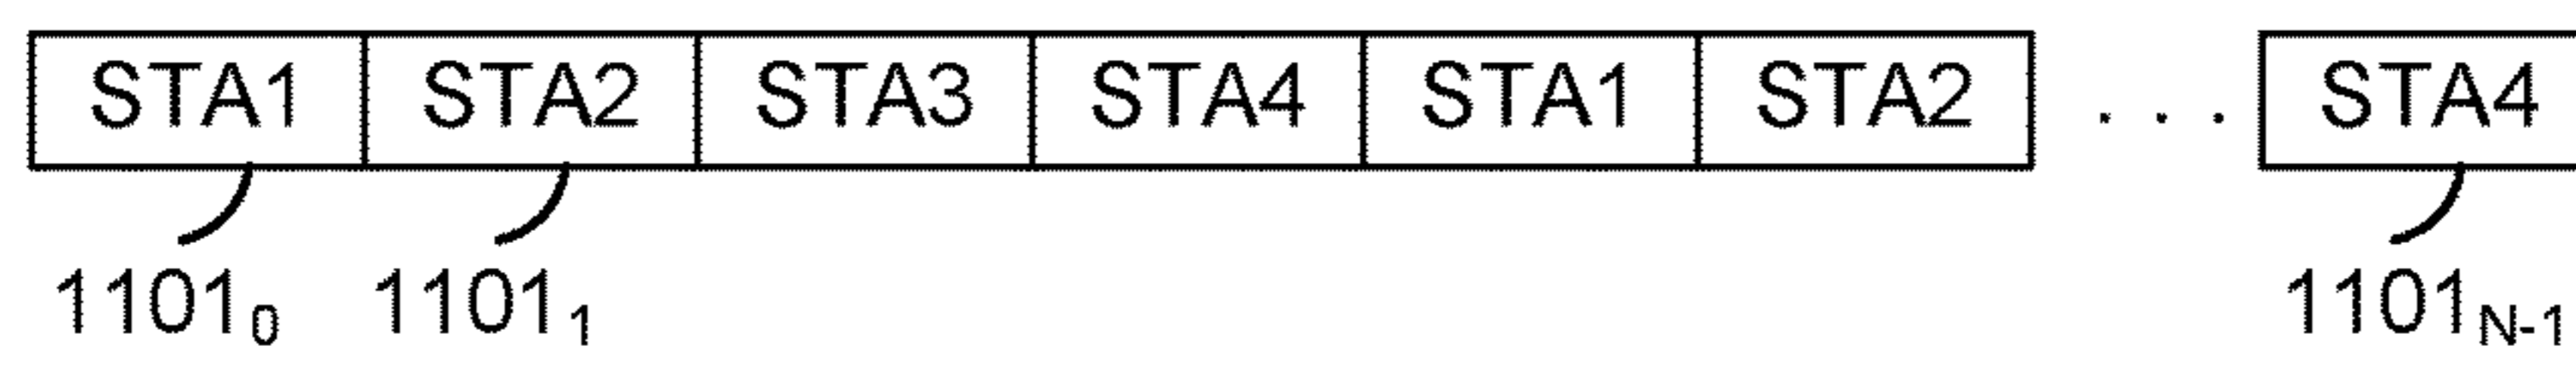 STA1 STA2 STA3 STA4 STA1 STA2 . . . STA4
1101₀ 1101₁ 1101N-1